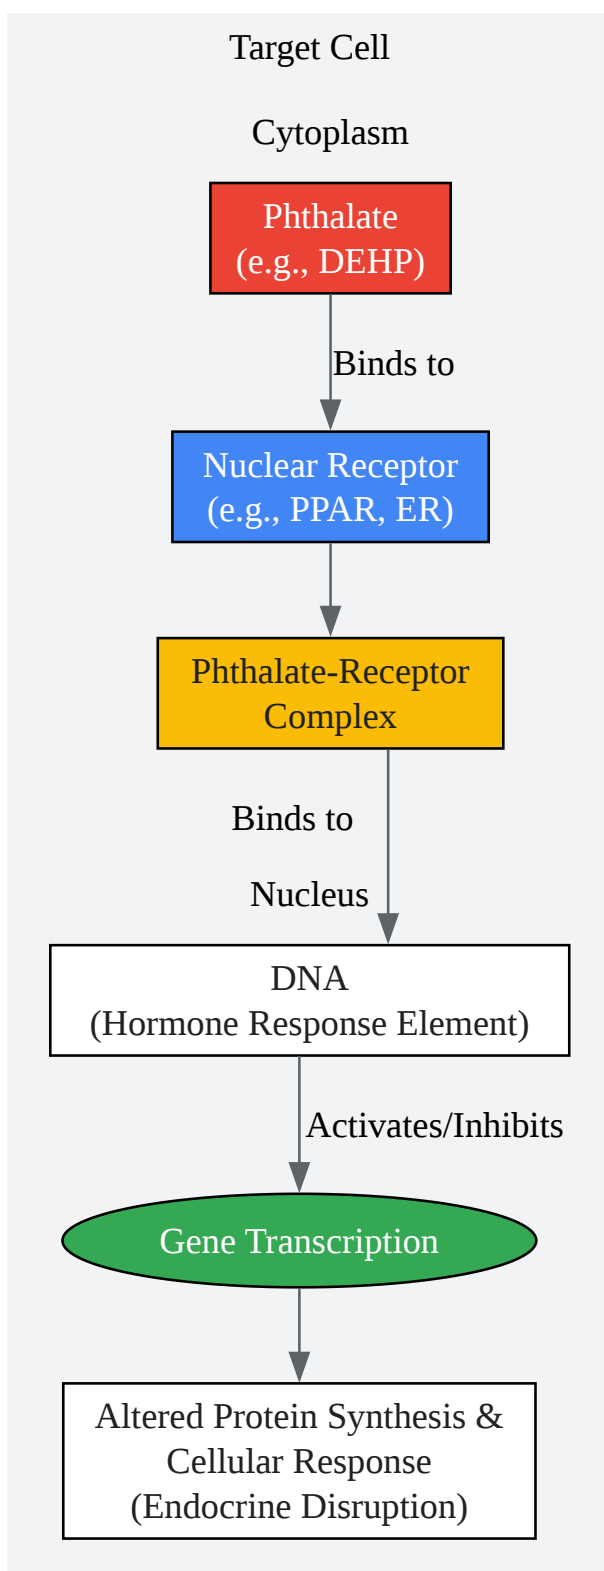 Target Cell
Cytoplasm
Phthalate
(e.g., DEHP)
Binds to
Nuclear Receptor
(e.g., PPAR, ER)
Phthalate-Receptor
Complex
Binds to
Nucleus
DNA
(Hormone Response Element)
Activates/Inhibits
Gene Transcription
Altered Protein Synthesis &
Cellular Response
(Endocrine Disruption)